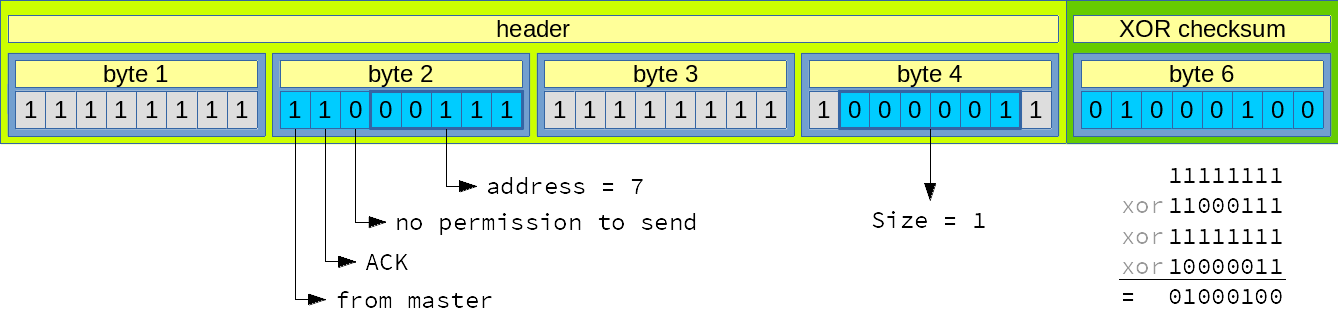 header XOR checksum
byte 1 byte 2 byte 3 byte 4 byte 6
1 1 1 1 1 1 1 1 1 1 0 0 0 1 1 1 1 1 1 1 1 1 1 1 1 0 0 0 0 0 1 1 0 1 0 0 0 1 0 0
address = 7
no permission to send
ACK
from master
Size = 1
11111111
xor 11000111
xor 11111111
xor 10000011
= 01000100